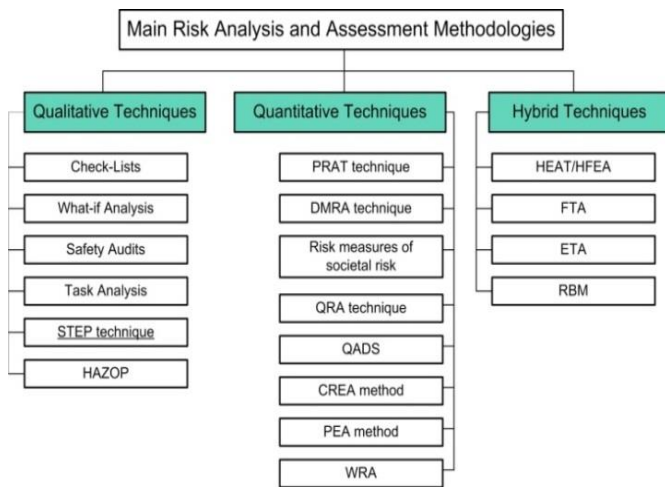 Main Risk Analysis and Assessment Methodologies
Qualitative Techniques
Check-Lists
What-if Analysis
Safety Audits
Task Analysis
STEP technique
HAZOP
Quantitative Techniques
PRAT technique
DMRA technique
Risk measures of
societal risk
QRA technique
QADS
CREA method
PEA method
WRA
Hybrid Techniques
HEAT/HFEA
FTA
ETA
RBM